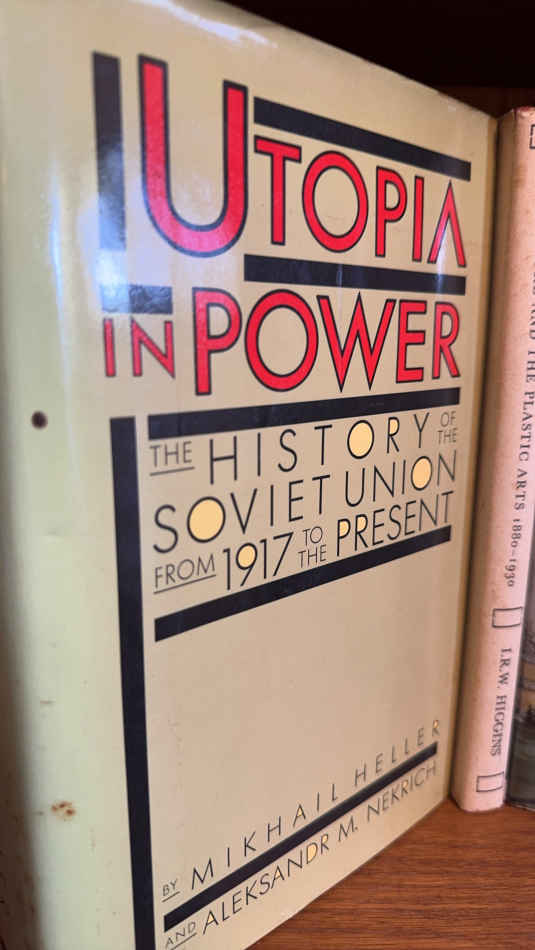 UTOPIA
IN POWER
THE HISTORY OF THE
SOVIET UNION
FROM 1917 TO THE PRESENT
BY MIKHAIL HELLER
AND ALEKSANDR M. NEKRICH
AND THE PLASTIC ARTS 1880–1930
I.R.W. HIGGINS